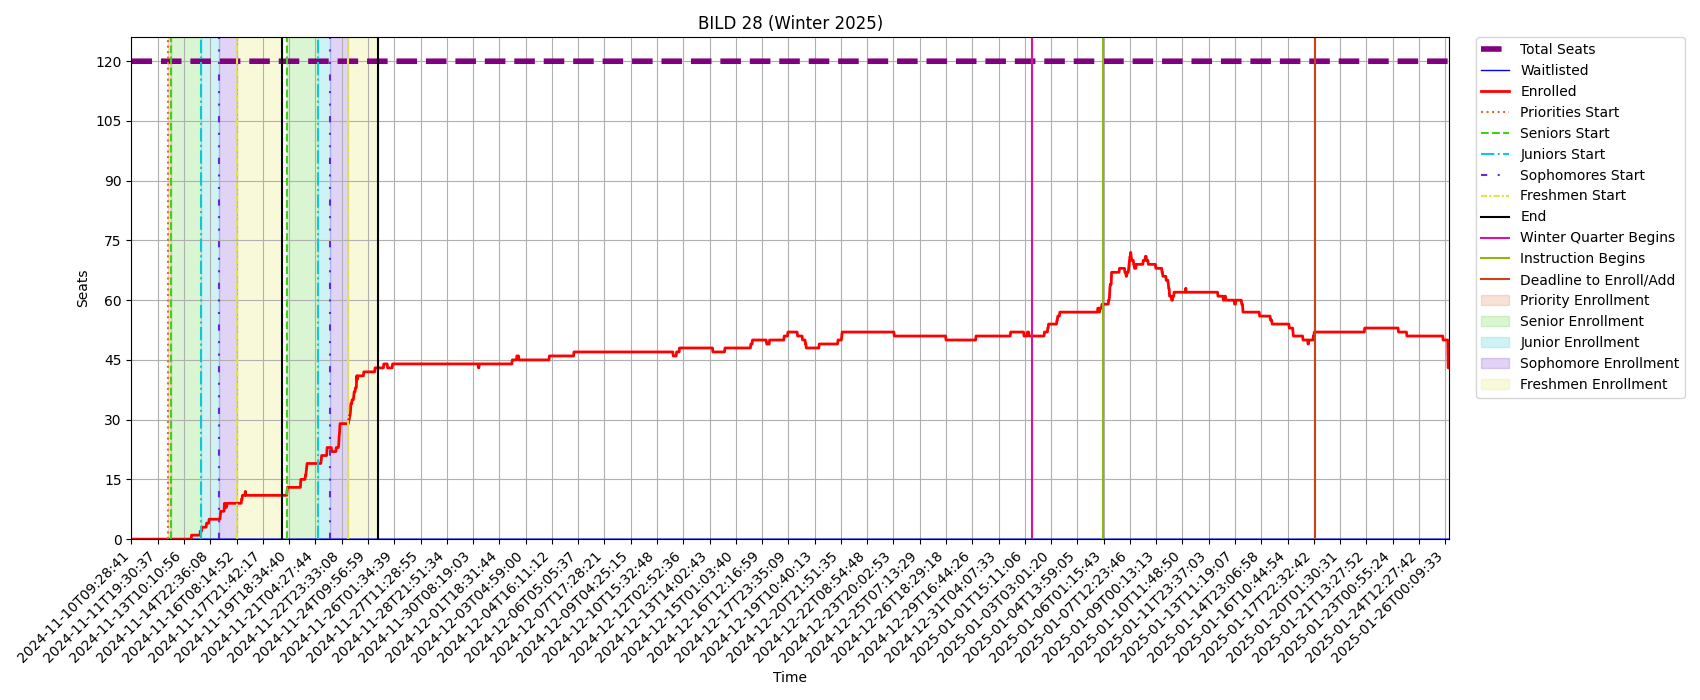 BILD 28 (Winter 2025)
Seats
120
105
90
75
60
45
30
15
0
2024-11-10T09:28:41
2024-11-11T19:30:37
2024-11-13T10:10:56
2024-11-14T22:36:08
2024-11-16T08:14:52
2024-11-17T21:42:17
2024-11-19T18:34:40
2024-11-21T04:27:44
2024-11-22T23:33:08
2024-11-24T09:56:59
2024-11-26T01:34:39
2024-11-27T11:28:55
2024-11-28T21:51:34
2024-11-30T08:19:03
2024-12-01T18:31:44
2024-12-03T04:59:00
2024-12-04T16:11:12
2024-12-06T05:05:37
2024-12-07T17:28:21
2024-12-09T04:25:15
2024-12-10T15:32:48
2024-12-12T02:52:36
2024-12-13T14:02:43
2024-12-15T01:03:40
2024-12-16T12:16:59
2024-12-17T23:35:09
2024-12-19T10:40:13
2024-12-20T21:51:35
2024-12-22T08:54:48
2024-12-23T20:02:53
2024-12-25T07:13:29
2024-12-26T18:29:18
2024-12-29T16:44:26
2024-12-31T04:07:33
2025-01-01T15:11:06
2025-01-03T03:01:20
2025-01-04T13:59:05
2025-01-06T01:15:43
2025-01-07T12:23:46
2025-01-09T00:13:13
2025-01-10T11:48:50
2025-01-11T23:37:03
2025-01-13T11:19:07
2025-01-14T23:06:58
2025-01-16T10:44:54
2025-01-17T22:32:42
2025-01-20T01:30:31
2025-01-21T13:27:52
2025-01-23T00:55:24
2025-01-24T12:27:42
2025-01-26T00:09:33
Time
Total Seats
Waitlisted
Enrolled
Priorities Start
Seniors Start
Juniors Start
Sophomores Start
Freshmen Start
End
Winter Quarter Begins
Instruction Begins
Deadline to Enroll/Add
Priority Enrollment
Senior Enrollment
Junior Enrollment
Sophomore Enrollment
Freshmen Enrollment